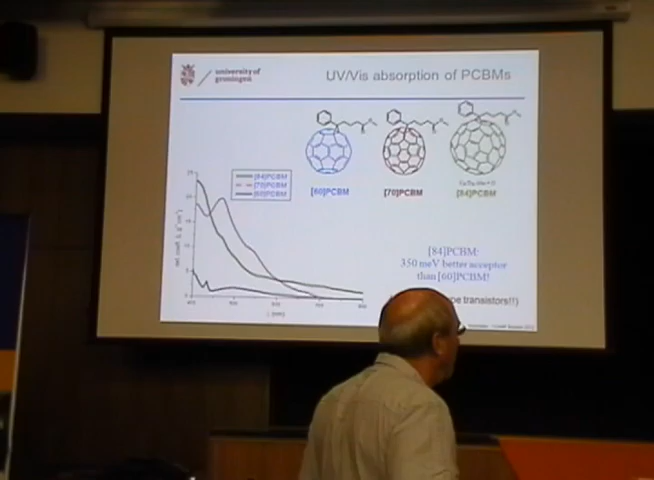 university of
groningen
UV/Vis absorption of PCBMs
[84]PCBM
[70]PCBM
[60]PCBM
[60]PCBM
[70]PCBM
[84]PCBM
[84]PCBM:
350 meV better acceptor
than [60]PCBM!
pe transistors!!)